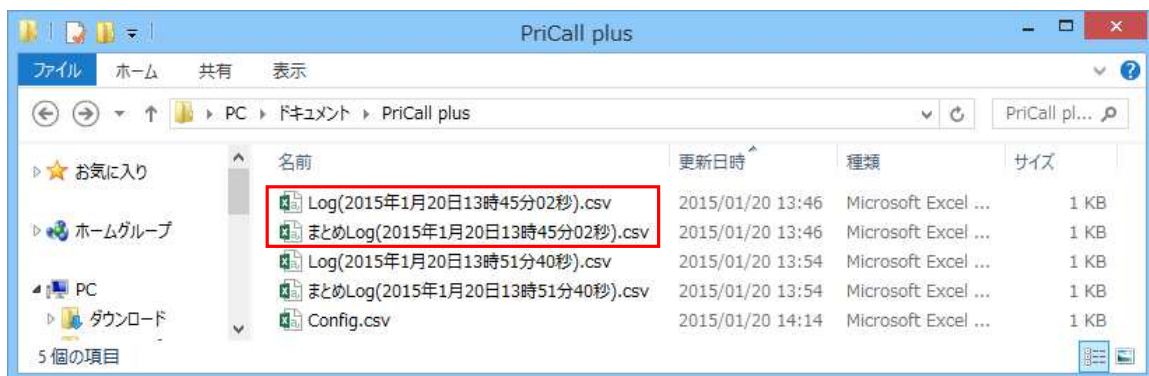 PriCall plus
ファイル ホーム 共有 表示
PC ドキュメント PriCall plus PriCall pl...
お気に入り
ホームグループ
PC
ダウンロード
名前 更新日時 種類 サイズ
Log(2015年1月20日13時45分02秒).csv 2015/01/20 13:46 Microsoft Excel ... 1 KB
まとめLog(2015年1月20日13時45分02秒).csv 2015/01/20 13:46 Microsoft Excel ... 1 KB
Log(2015年1月20日13時51分40秒).csv 2015/01/20 13:54 Microsoft Excel ... 1 KB
まとめLog(2015年1月20日13時51分40秒).csv 2015/01/20 13:54 Microsoft Excel ... 1 KB
Config.csv 2015/01/20 14:14 Microsoft Excel ... 1 KB
5 個の項目